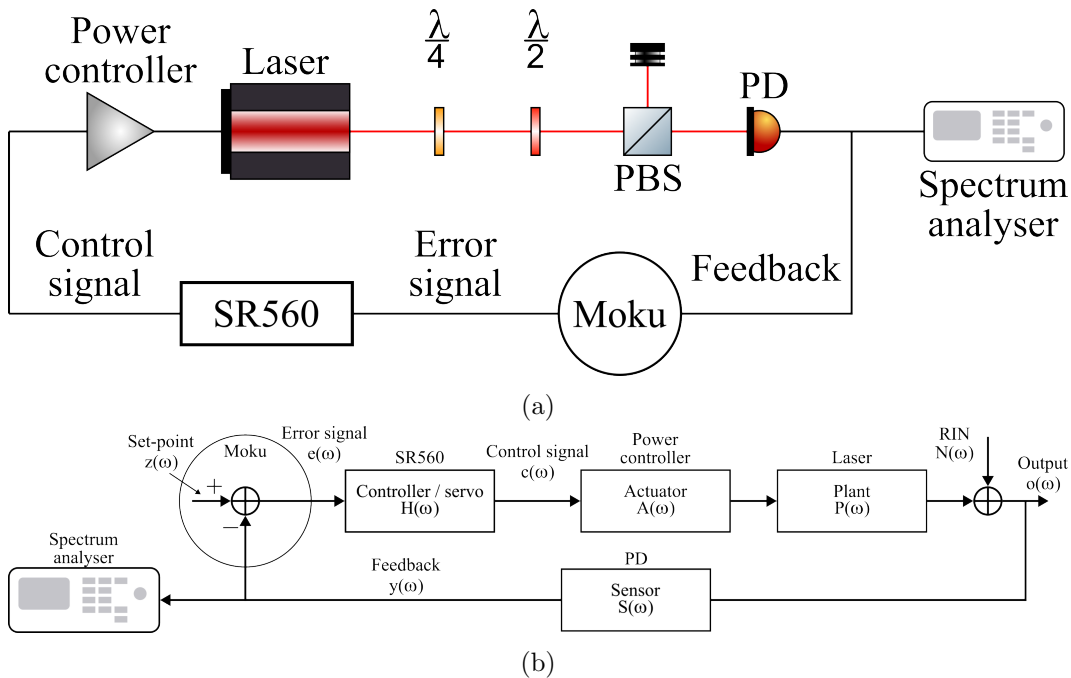 Power
controller
Laser
λ
4
λ
2
PBS
PD
Spectrum
analyser
Control
signal
SR560
Error
signal
Moku
Feedback
(a)
Set-point
z(ω)
+
−
Moku
Error signal
e(ω)
SR560
Controller / servo
H(ω)
Control signal
c(ω)
Power
controller
Actuator
A(ω)
Laser
Plant
P(ω)
RIN
N(ω)
Output
o(ω)
Spectrum
analyser
Feedback
y(ω)
PD
Sensor
S(ω)
(b)